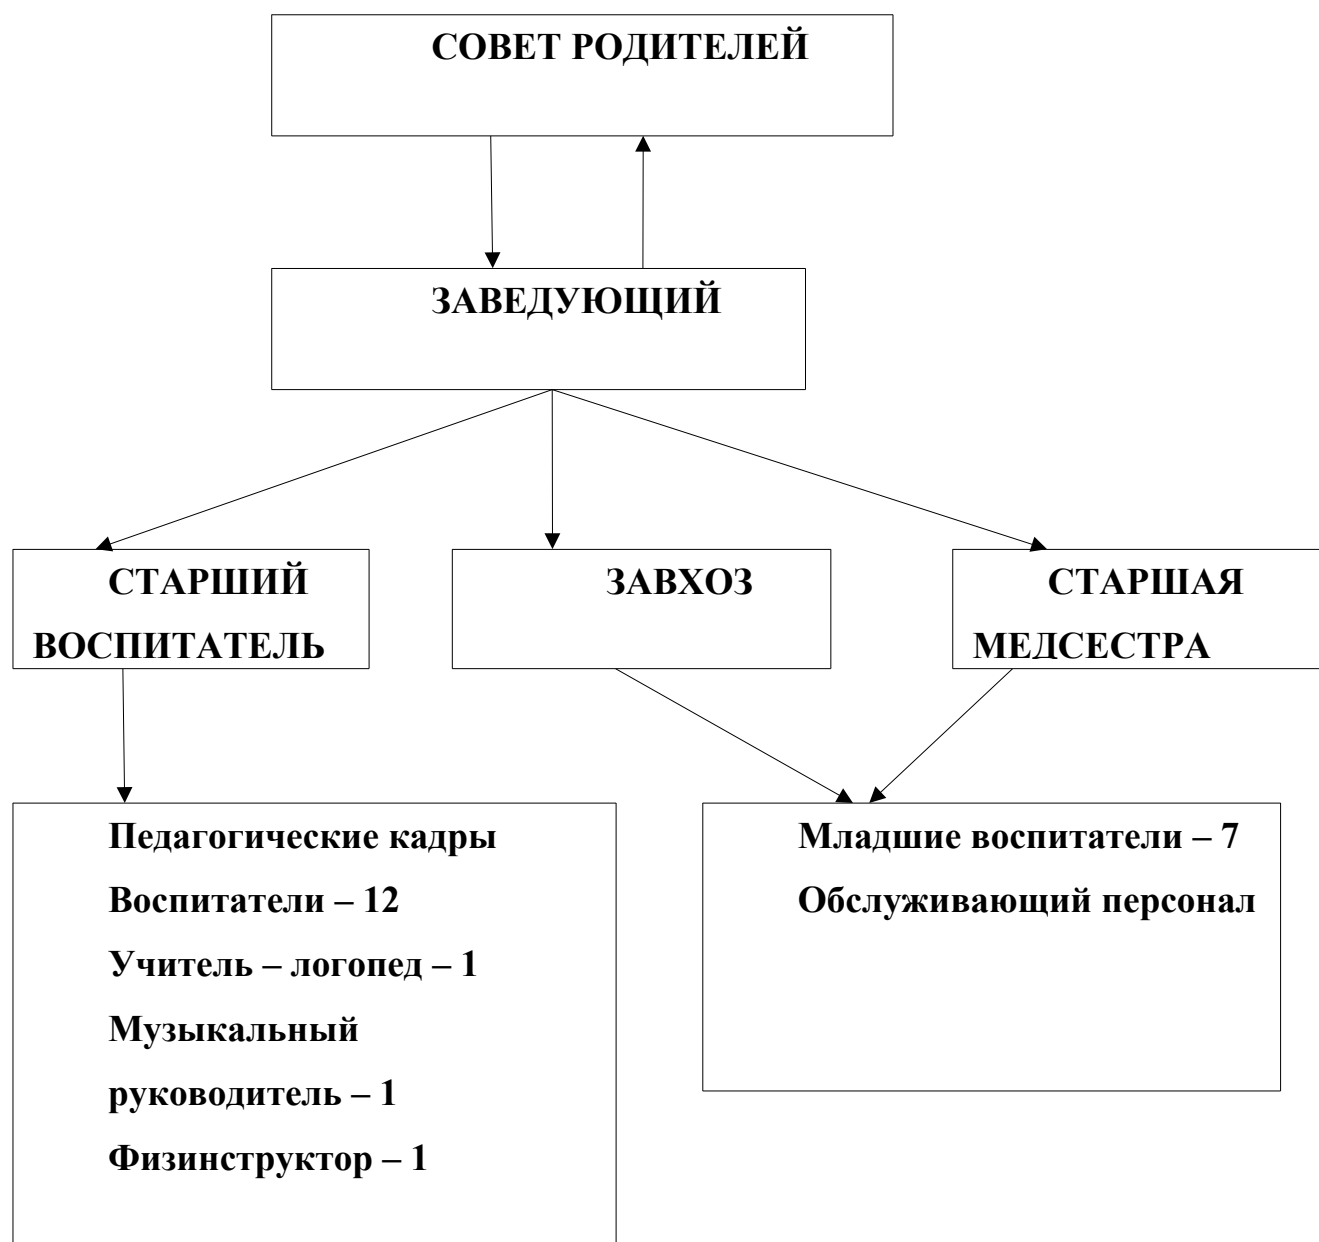 СОВЕТ РОДИТЕЛЕЙ
ЗАВЕДУЮЩИЙ
СТАРШИЙ
ВОСПИТАТЕЛЬ
ЗАВХОЗ
СТАРШАЯ
МЕДСЕСТРА
Педагогические кадры
Воспитатели – 12
Учитель – логопед – 1
Музыкальный
руководитель – 1
Физинструктор – 1
Младшие воспитатели – 7
Обслуживающий персонал